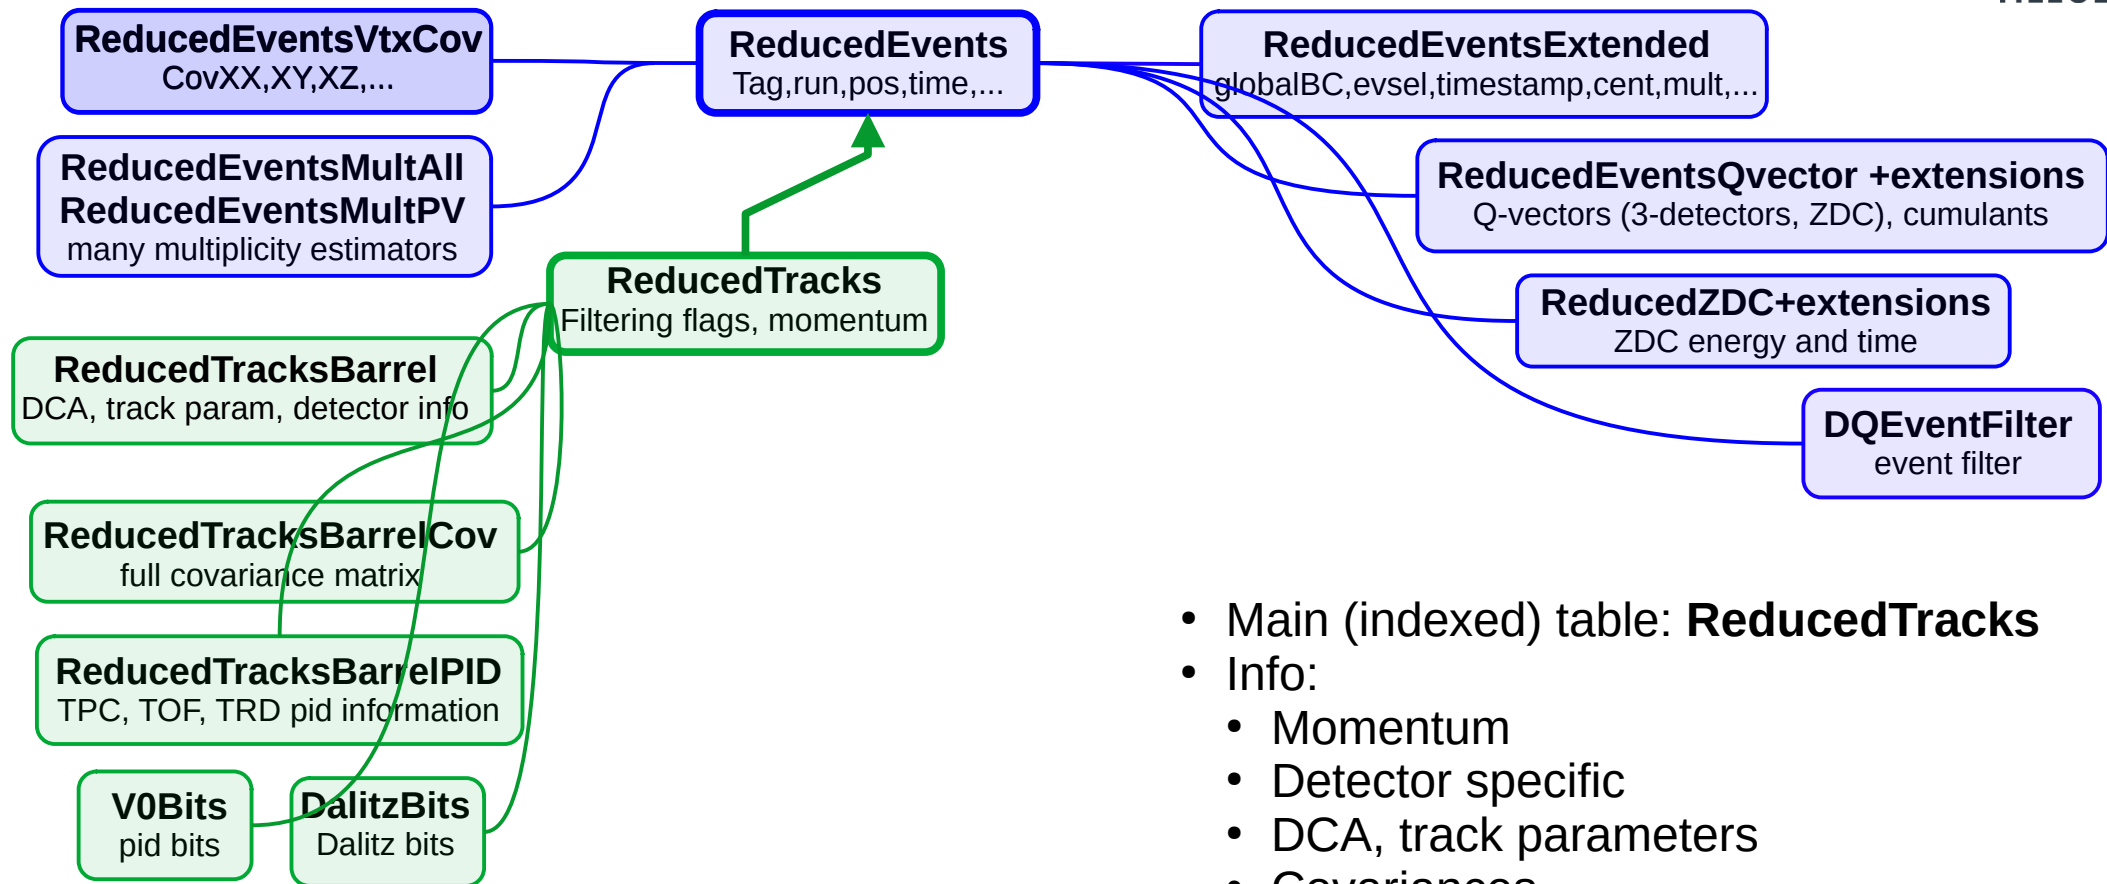 ReducedEventsVtxCov
CovXX,XY,XZ,...
ReducedEvents
Tag,run,pos,time,...
ReducedEventsExtended
globalBC,evsel,timestamp,cent,mult,...
ReducedEventsMultAll
ReducedEventsMultPV
many multiplicity estimators
ReducedEventsQvector +extensions
Q-vectors (3-detectors, ZDC), cumulants
ReducedTracks
Filtering flags, momentum
ReducedZDC+extensions
ZDC energy and time
ReducedTracksBarrel
DCA, track param, detector info
DQEventFilter
event filter
ReducedTracksBarrelCov
full covariance matrix
ReducedTracksBarrelPID
TPC, TOF, TRD pid information
V0Bits
pid bits
DalitzBits
Dalitz bits
• Main (indexed) table: ReducedTracks
• Info:
• Momentum
• Detector specific
• DCA, track parameters
• Covariances